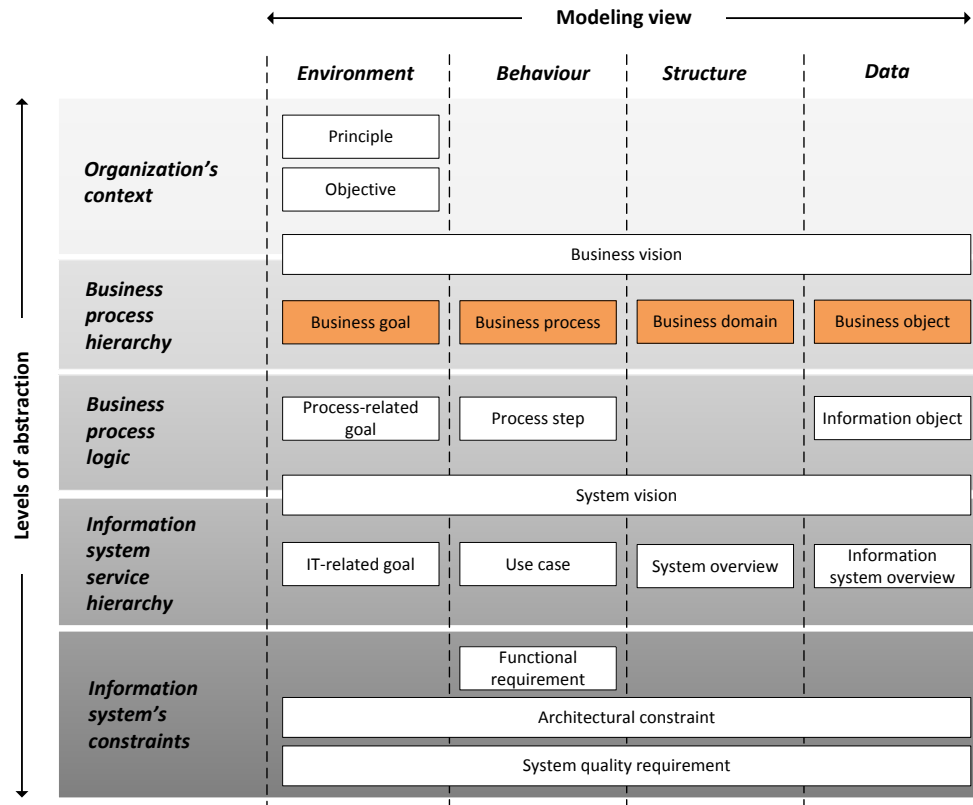 Modeling view
Environment
Behaviour
Structure
Data
Levels of abstraction
Organization's
context
Principle
Objective
Business vision
Business
process
hierarchy
Business goal
Business process
Business domain
Business object
Business
process
logic
Process-related
goal
Process step
Information object
System vision
Information
system
service
hierarchy
IT-related goal
Use case
System overview
Information
system overview
Information
system's
constraints
Functional
requirement
Architectural constraint
System quality requirement